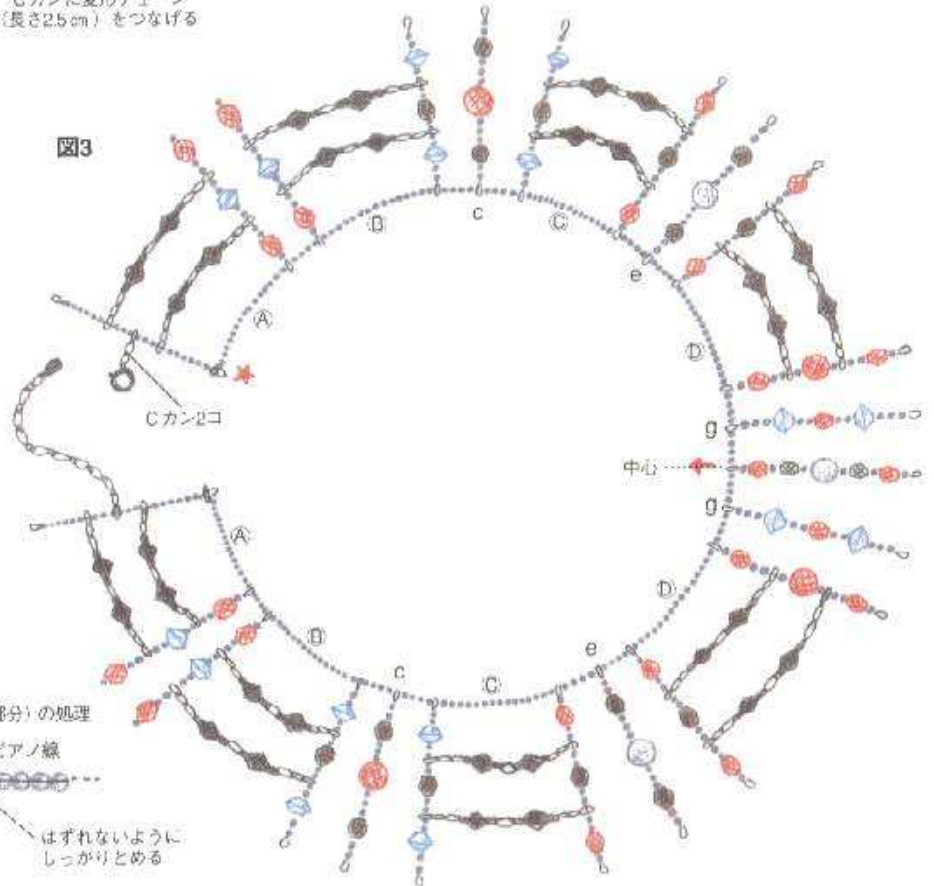 (長さ2.5cm)をつなげる
図3
B
c
C
e
A
D
Cカン2コ
g
中心
g
A
D
B
e
c
C
部分)の処理
ピアノ線
はずれないように
しっかりとめる